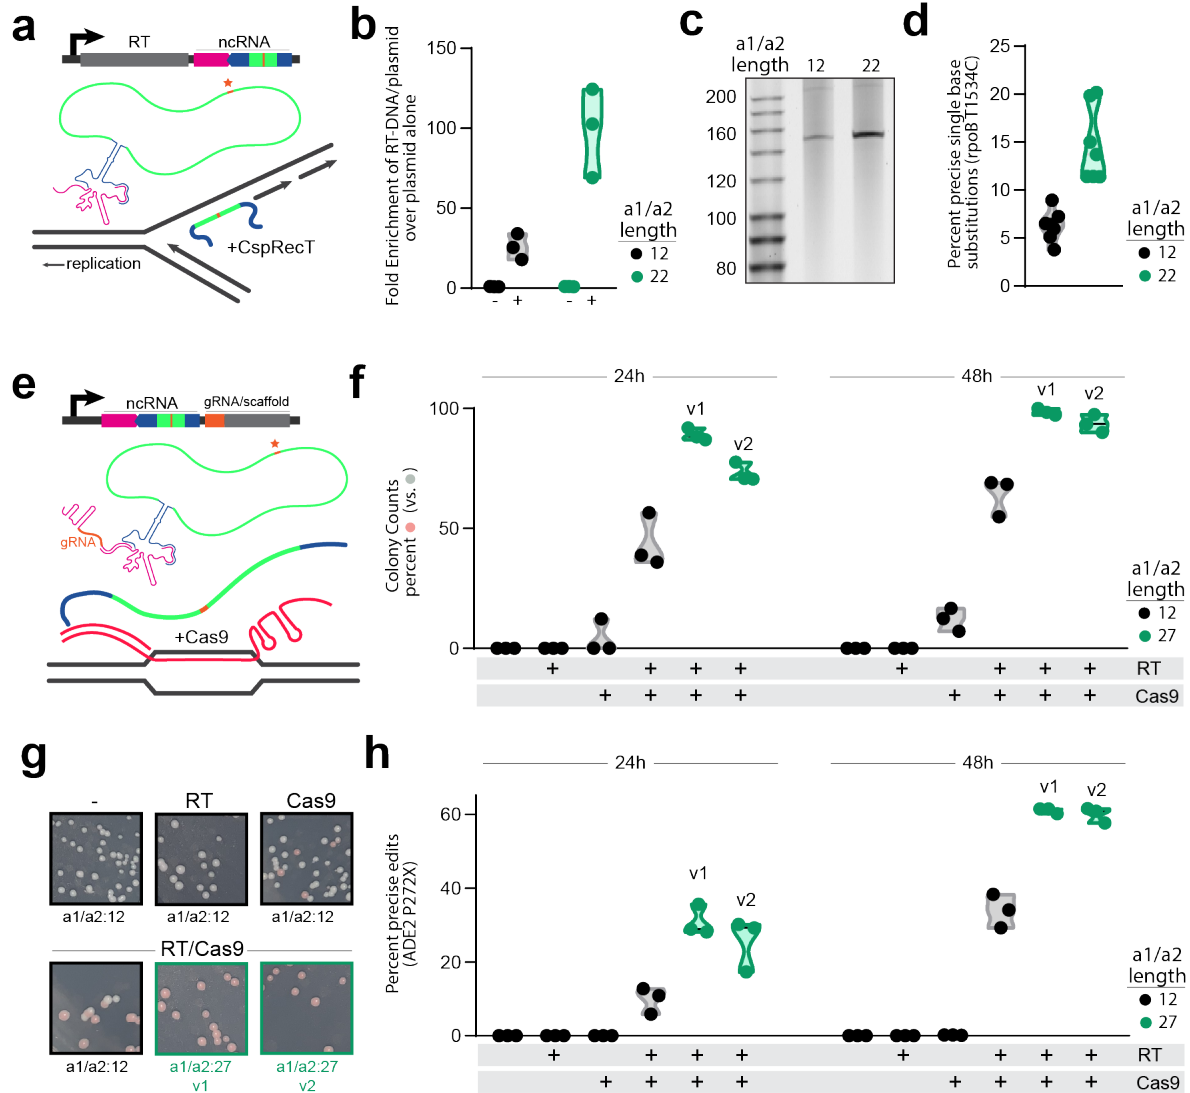 a
RT
ncRNA
+CspRecT
replication
b
Fold Enrichment of RT-DNA/plasmid
over plasmid alone
150
100
50
0
- + - +
a1/a2
length
12
22
c
a1/a2
length
12 22
200
160
120
100
80
d
Percent precise single base
substitutions (rpoB T1534C)
25
20
15
10
5
0
a1/a2
length
12
22
e
ncRNA
gRNA/scaffold
gRNA
+Cas9
f
24h
48h
Colony Counts
percent (vs. )
100
50
0
v1
v2
v1
v2
a1/a2
length
12
27
+ + + + + + + + RT
+ + + + + + + + Cas9
g
- RT Cas9
a1/a2:12 a1/a2:12 a1/a2:12
RT/Cas9
a1/a2:12 a1/a2:27 a1/a2:27
v1 v2
h
24h
48h
Percent precise edits
(ADE2 P272X)
60
40
20
0
v1
v2
v1
v2
a1/a2
length
12
27
+ + + + + + + + RT
+ + + + + + + + Cas9